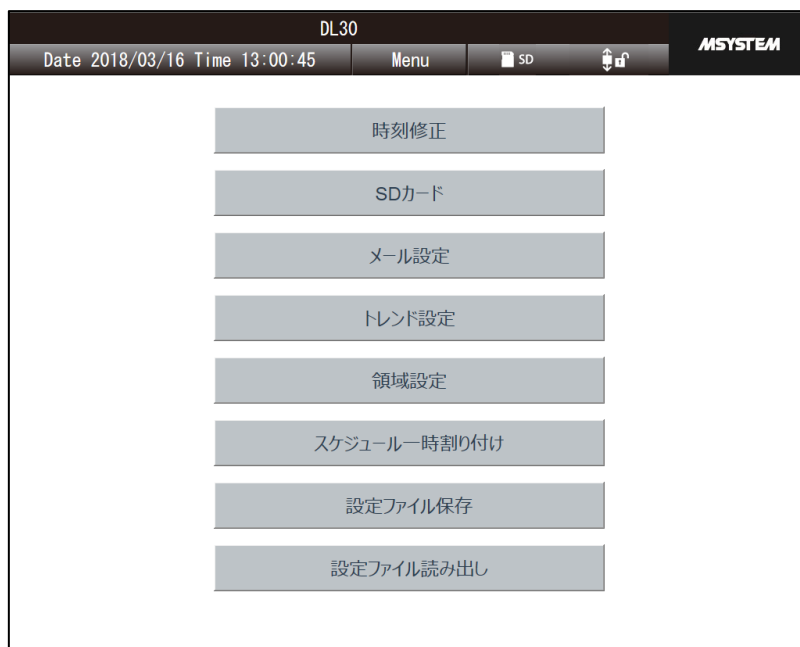 DL30
MSYSTEM
Date 2018/03/16 Time 13:00:45 Menu SD
時刻修正
SDカード
メール設定
トレンド設定
領域設定
スケジュール一時割り付け
設定ファイル保存
設定ファイル読み出し